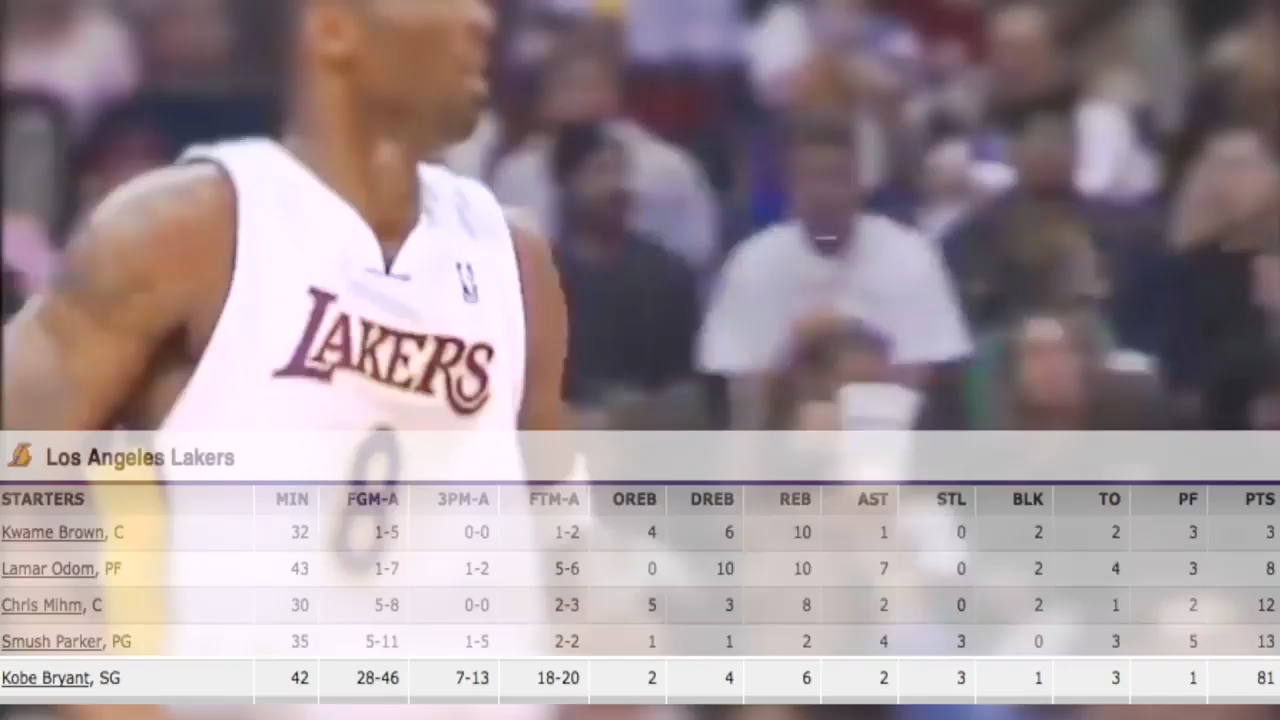 LAKERS
8
Los Angeles Lakers
STARTERS MIN FGM-A 3PM-A FTM-A OREB DREB REB AST STL BLK TO PF PTS
Kwame Brown, C 32 1-5 0-0 1-2 4 6 10 1 0 2 2 3 3
Lamar Odom, PF 43 1-7 1-2 5-6 0 10 10 7 0 2 4 3 8
Chris Mihm, C 30 5-8 0-0 2-3 5 3 8 2 0 2 1 2 12
Smush Parker, PG 35 5-11 1-5 2-2 1 1 2 4 3 0 3 5 13
Kobe Bryant, SG 42 28-46 7-13 18-20 2 4 6 2 3 1 3 1 81